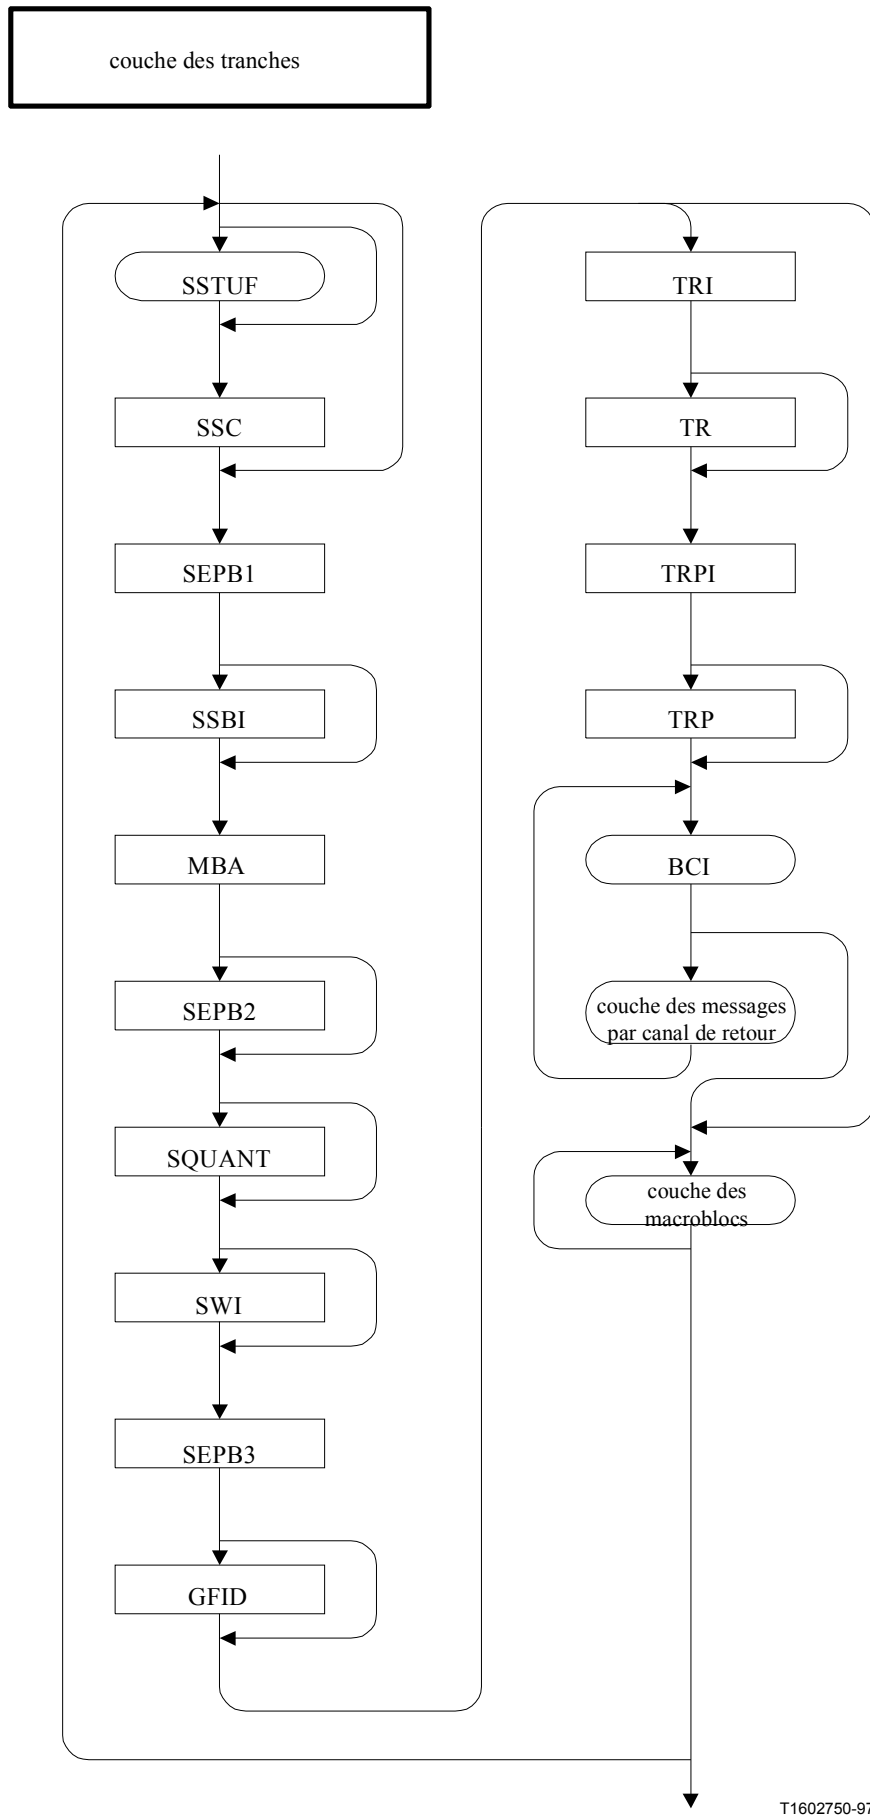 couche des tranches
SSTUF
SSC
SEPB1
SSBI
MBA
SEPB2
SQUANT
SWI
SEPB3
GFID
TRI
TR
TRPI
TRP
BCI
couche des messages
par canal de retour
couche des
macroblocs
T1602750-97